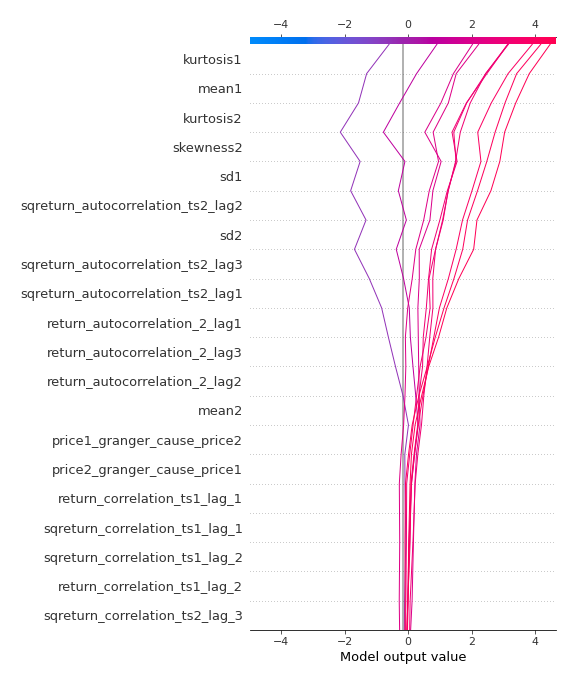 −4 −2 0 2 4
kurtosis1
mean1
kurtosis2
skewness2
sd1
sqreturn_autocorrelation_ts2_lag2
sd2
sqreturn_autocorrelation_ts2_lag3
sqreturn_autocorrelation_ts2_lag1
return_autocorrelation_2_lag1
return_autocorrelation_2_lag3
return_autocorrelation_2_lag2
mean2
price1_granger_cause_price2
price2_granger_cause_price1
return_correlation_ts1_lag_1
sqreturn_correlation_ts1_lag_1
sqreturn_correlation_ts1_lag_2
return_correlation_ts1_lag_2
sqreturn_correlation_ts2_lag_3
−4 −2 0 2 4
Model output value